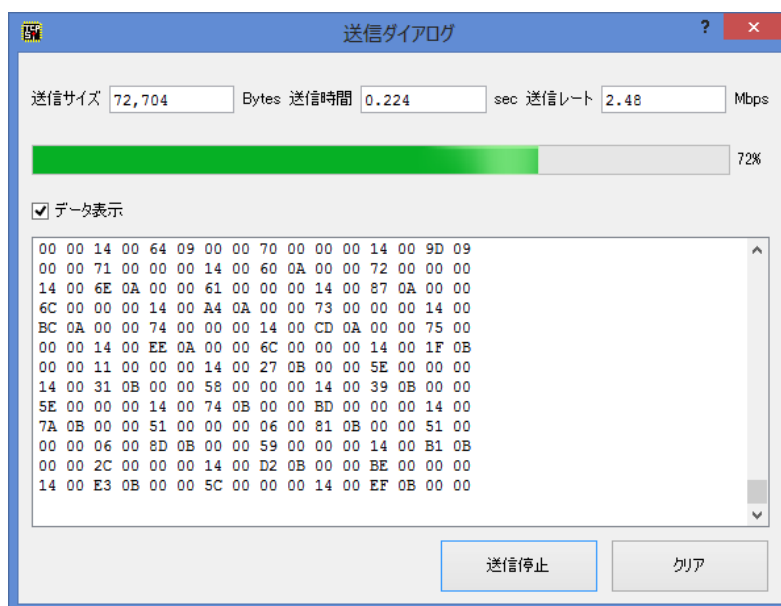 送信ダイアログ ?
送信サイズ 72,704 Bytes 送信時間 0.224 sec 送信レート 2.48 Mbps
72%
データ表示
00 00 14 00 64 09 00 00 70 00 00 00 14 00 9D 09
00 00 71 00 00 00 14 00 60 0A 00 00 72 00 00 00
14 00 6E 0A 00 00 61 00 00 00 14 00 87 0A 00 00
6C 00 00 00 14 00 A4 0A 00 00 73 00 00 00 14 00
BC 0A 00 00 74 00 00 00 14 00 CD 0A 00 00 75 00
00 00 14 00 EE 0A 00 00 6C 00 00 00 14 00 1F 0B
00 00 11 00 00 00 14 00 27 0B 00 00 5E 00 00 00
14 00 31 0B 00 00 58 00 00 00 14 00 39 0B 00 00
5E 00 00 00 14 00 74 0B 00 00 BD 00 00 00 14 00
7A 0B 00 00 51 00 00 00 06 00 81 0B 00 00 51 00
00 00 06 00 8D 0B 00 00 59 00 00 00 14 00 B1 0B
00 00 2C 00 00 00 14 00 D2 0B 00 00 BE 00 00 00
14 00 E3 0B 00 00 5C 00 00 00 14 00 EF 0B 00 00
送信停止 クリア